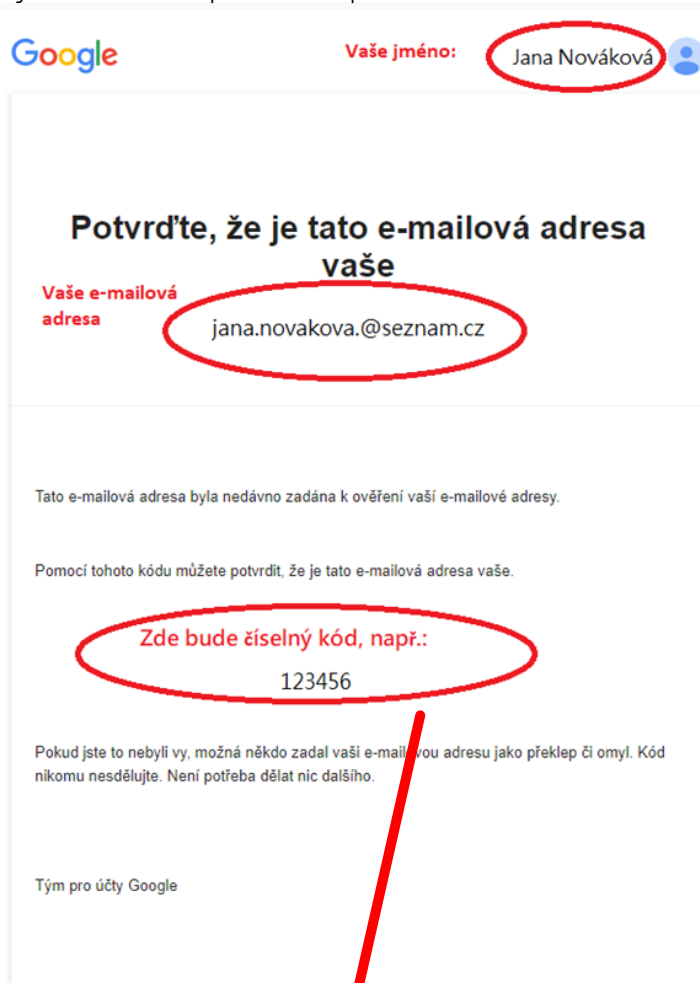 Google
Vaše jméno:
Jana Nováková
Potvrďte, že je tato e-mailová adresa
vaše
Vaše e-mailová
adresa
jana.novakova.@seznam.cz
Tato e-mailová adresa byla nedávno zadána k ověření vaší e-mailové adresy.
Pomocí tohoto kódu můžete potvrdit, že je tato e-mailová adresa vaše.
Zde bude číselný kód, např.:
123456
Pokud jste to nebyli vy, možná někdo zadal vaši e-mailovou adresu jako překlep či omyl. Kód
nikomu nesdělujte. Není potřeba dělat nic dalšího.
Tým pro účty Google